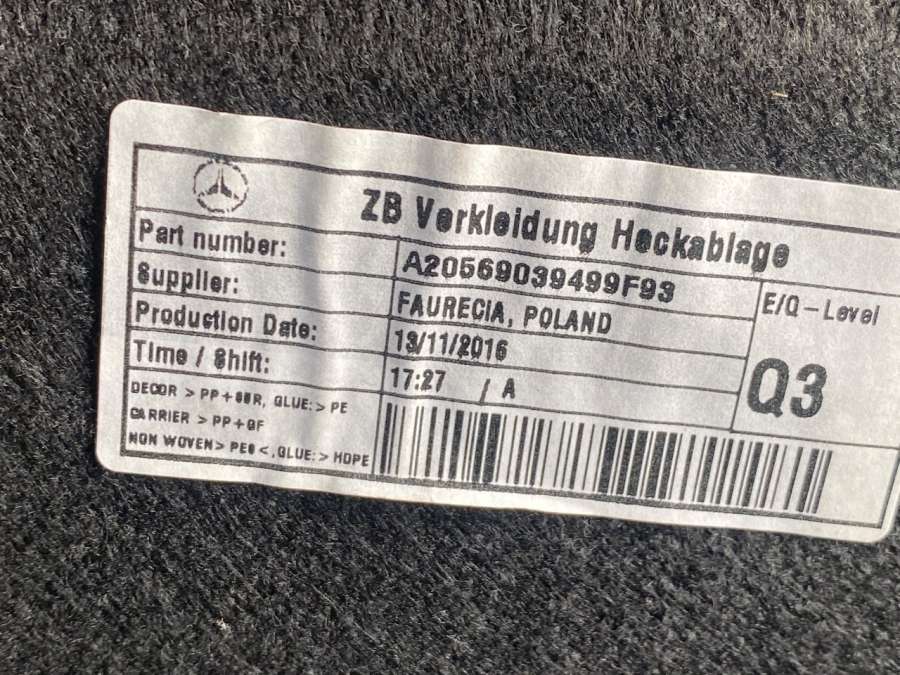 ZB Verkleidung Heckablage
Part number: A20569039499F93
Supplier: FAURECIA, POLAND
Production Date: 13/11/2016
Time / Shift: 17:27 / A
E/Q-Level
Q3
DECOR > PP+SBR, GLUE:> PE
CARRIER > PP+GF
NON WOVEN> PES <, GLUE:> HDPE